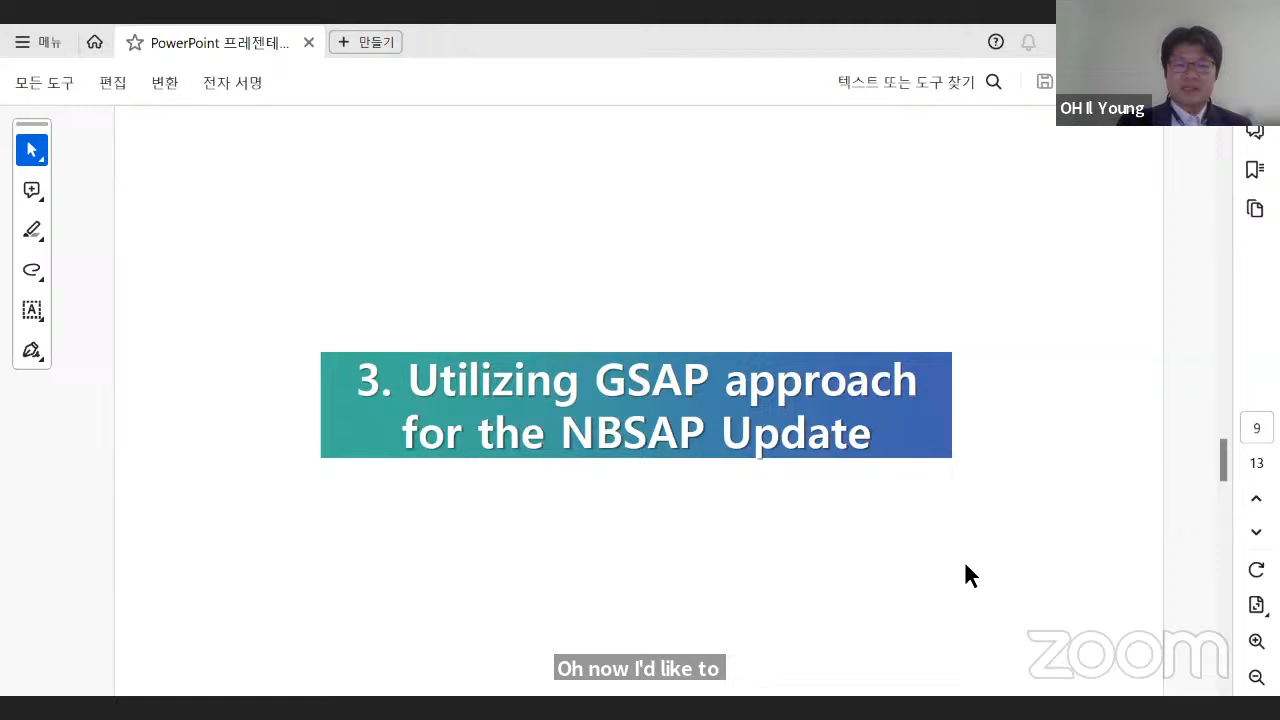 메뉴
PowerPoint 프레젠테...
만들기
모든 도구
편집
변환
전자 서명
텍스트 또는 도구 찾기
OH Il Young
3. Utilizing GSAP approach
for the NBSAP Update
9
13
Oh now I'd like to
zoom